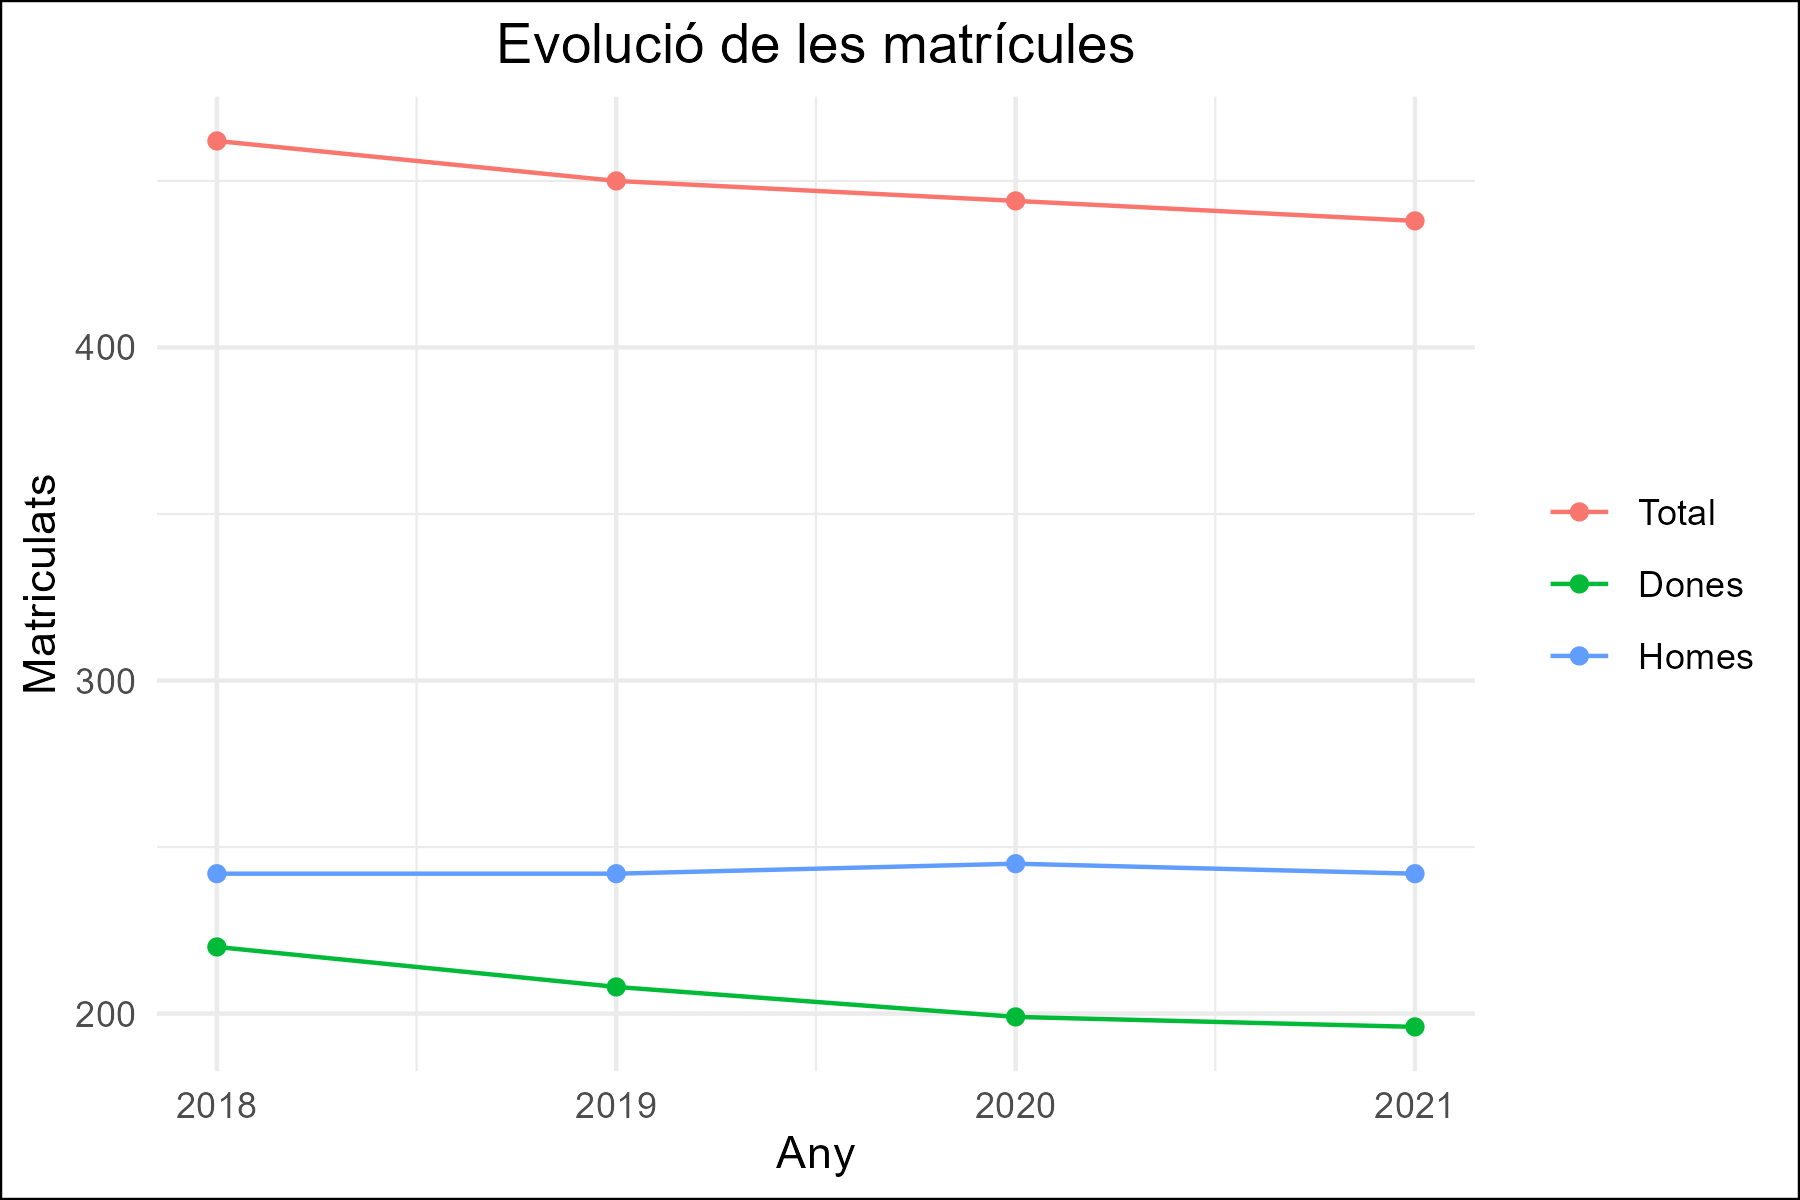 Evolució de les matrícules
Matriculats
400
300
200
2018 2019 2020 2021
Any
Total
Dones
Homes